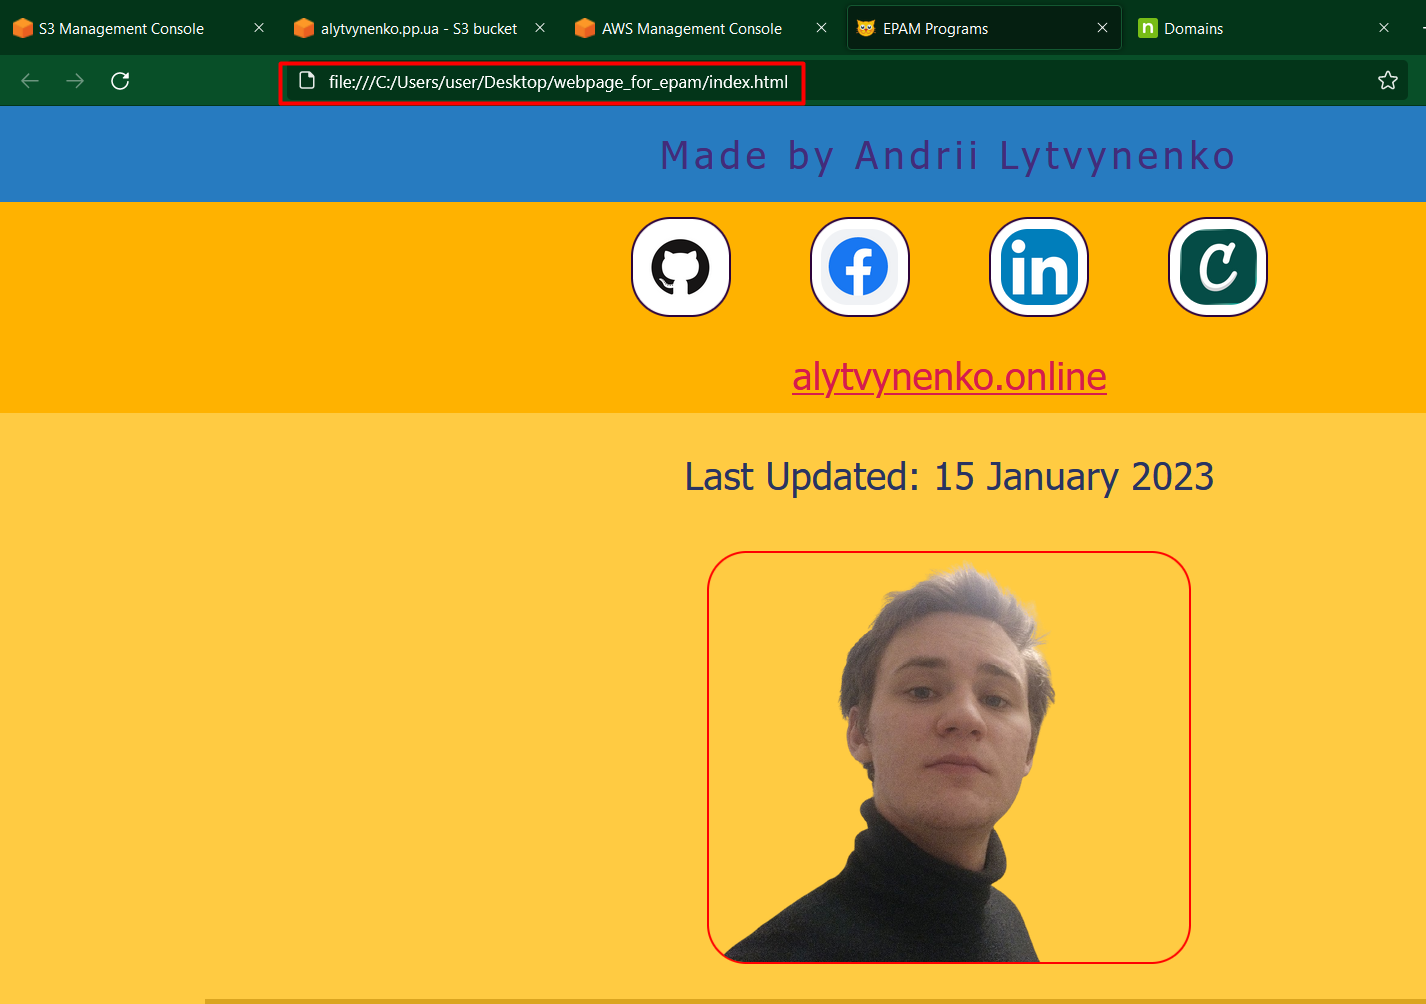 S3 Management Console
alytvynenko.pp.ua - S3 bucket
AWS Management Console
EPAM Programs
n Domains
file:///C:/Users/user/Desktop/webpage_for_epam/index.html
Made by Andrii Lytvynenko
f in C
alytvynenko.online
Last Updated: 15 January 2023